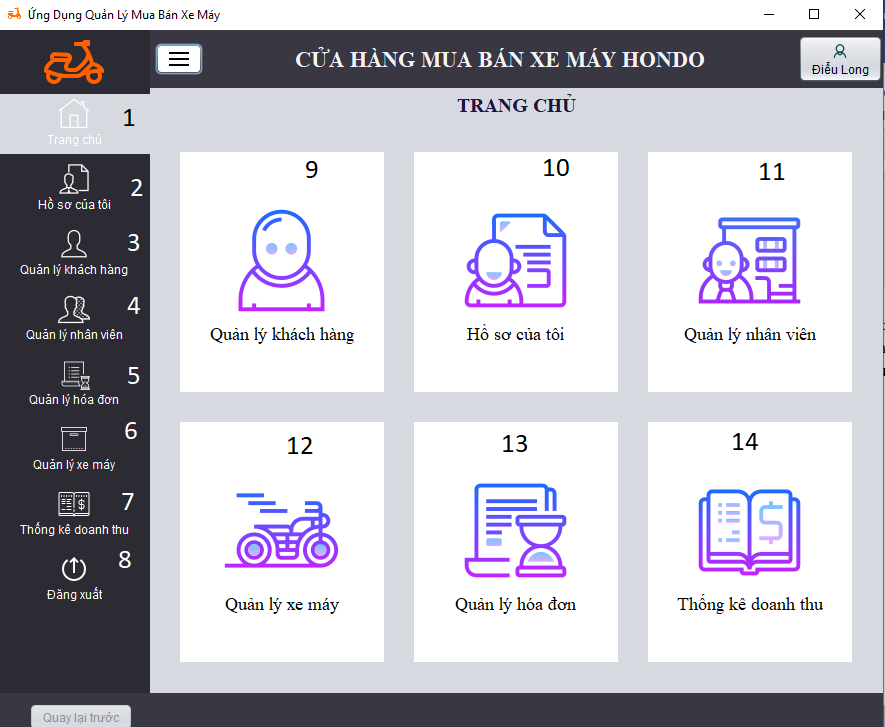 Ứng Dụng Quản Lý Mua Bán Xe Máy
CỬA HÀNG MUA BÁN XE MÁY HONDO
Điểu Long
Trang chủ
1
Hồ sơ của tôi
2
Quản lý khách hàng
3
Quản lý nhân viên
4
Quản lý hóa đơn
5
Quản lý xe máy
6
Thống kê doanh thu
7
Đăng xuất
8
TRANG CHỦ
9
Quản lý khách hàng
10
Hồ sơ của tôi
11
Quản lý nhân viên
12
Quản lý xe máy
13
Quản lý hóa đơn
14
Thống kê doanh thu
Quay lại trước